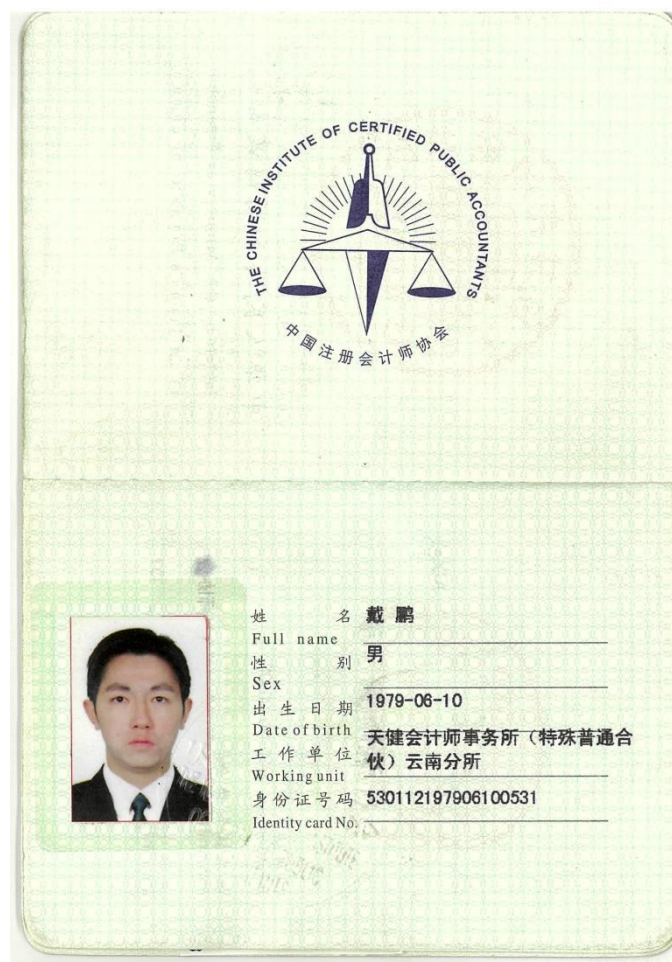 THE CHINESE INSTITUTE OF CERTIFIED PUBLIC ACCOUNTANTS
中国注册会计师协会
姓 名 戴 鹏
Full name
性 别 男
Sex
出 生 日 期 1979-06-10
Date of birth
工 作 单 位 天健会计师事务所（特殊普通合
伙）云南分所
Working unit
身份证号码 530112197906100531
Identity card No.